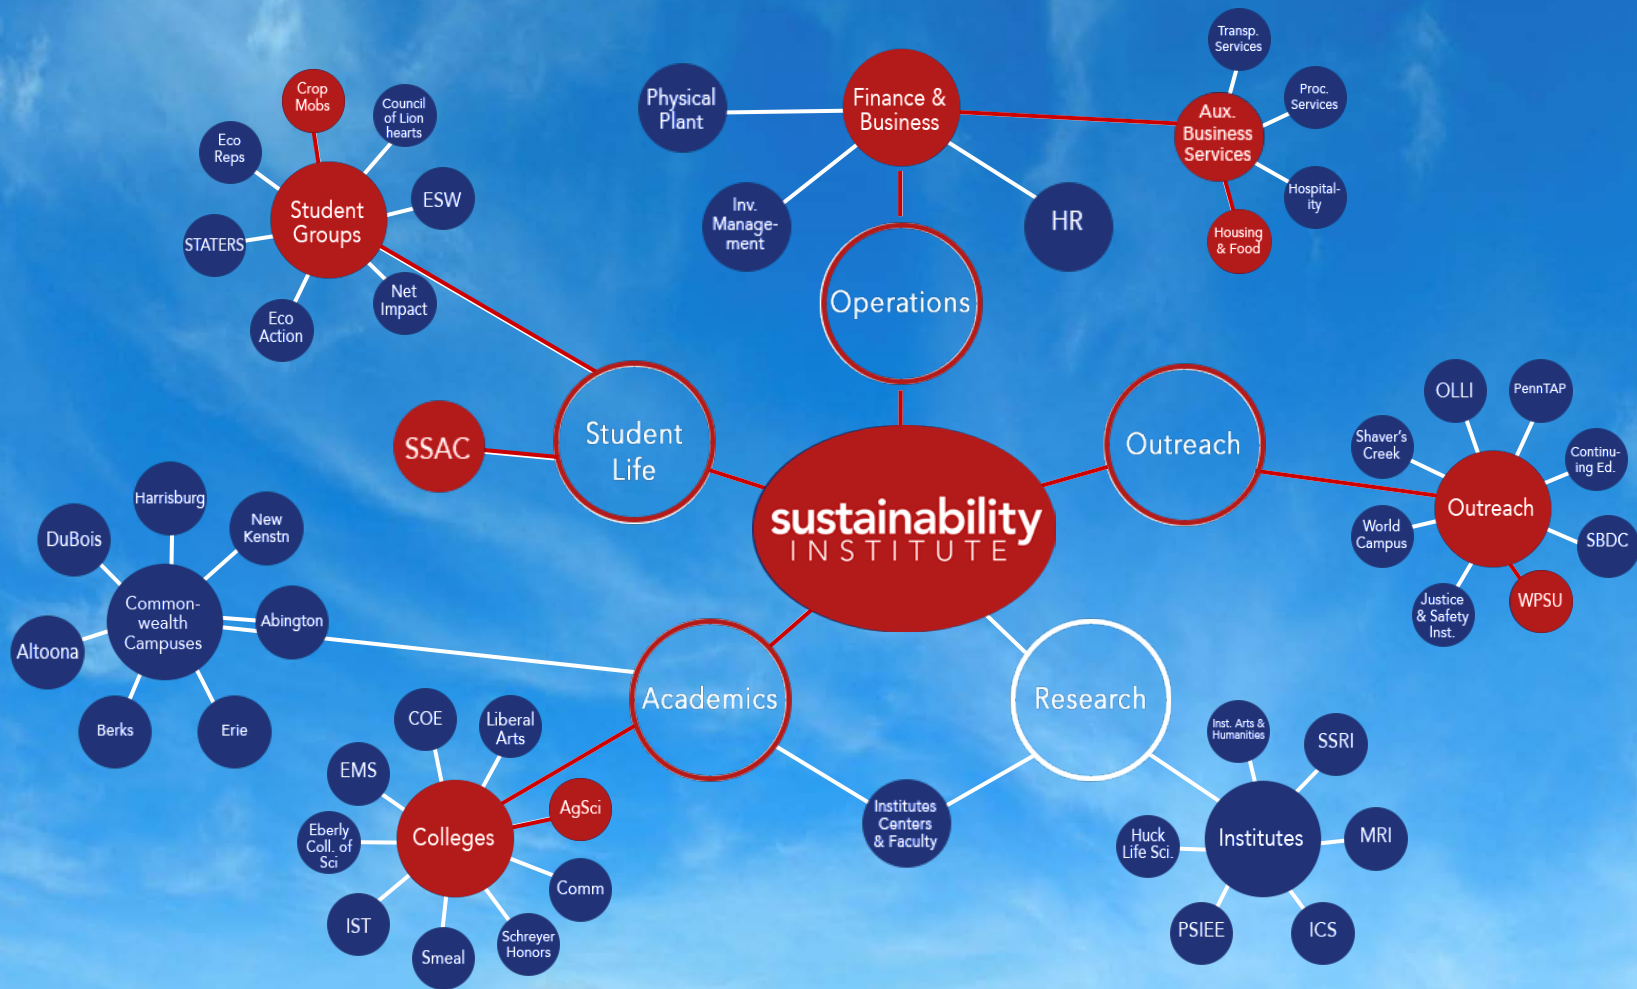 Crop
Mobs
Council
of Lion
hearts
Eco
Reps
ESW
Student
Groups
STATERS
Net
Impact
Eco
Action
Physical
Plant
Finance &
Business
Inv.
Manage-
ment
HR
Transp.
Services
Proc.
Services
Aux.
Business
Services
Hospital-
ity
Housing
& Food
Operations
Student
Life
SSAC
Outreach
OLLI
PennTAP
Shaver's
Creek
Continu-
ing Ed.
Outreach
World
Campus
SBDC
WPSU
Justice
& Safety
Inst.
sustainability
INSTITUTE
Harrisburg
New
Kenstn
DuBois
Common-
wealth
Campuses
Abington
Altoona
Berks
Erie
Academics
Research
COE
Liberal
Arts
EMS
AgSci
Eberly
Coll. of
Sci
Colleges
Comm
IST
Schreyer
Honors
Smeal
Institutes
Centers
& Faculty
Inst. Arts &
Humanities
SSRI
Huck
Life Sci.
Institutes
MRI
PSIEE
ICS